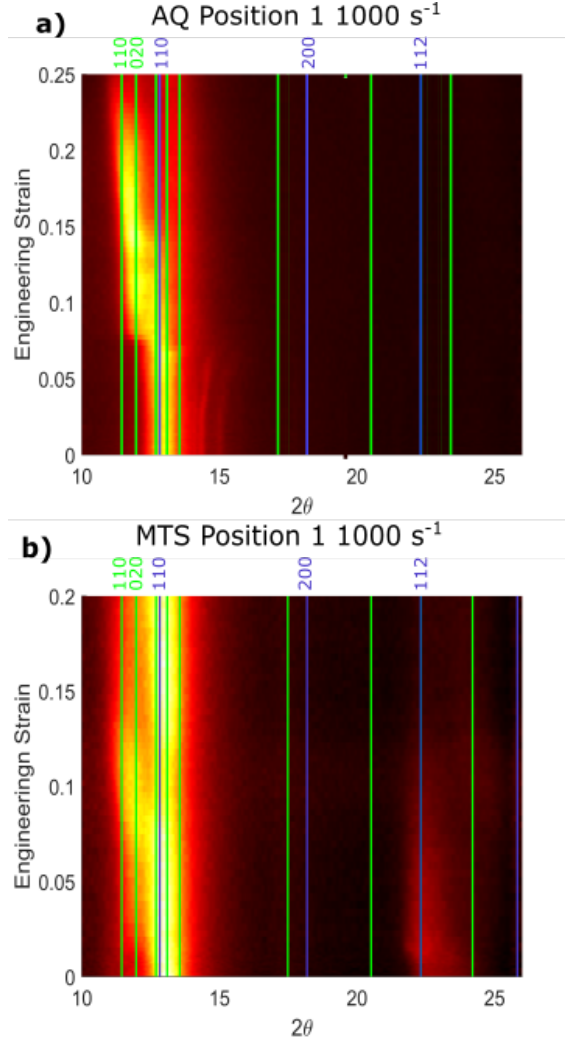 a) AQ Position 1 1000 s⁻¹
110 020 110 200 112
0.25
0.2
0.15
0.1
0.05
0
Engineering Strain
10 15 20 25
2θ
b) MTS Position 1 1000 s⁻¹
110 020 110 200 112
0.2
0.15
0.1
0.05
0
Engineeringn Strain
10 15 20 25
2θ